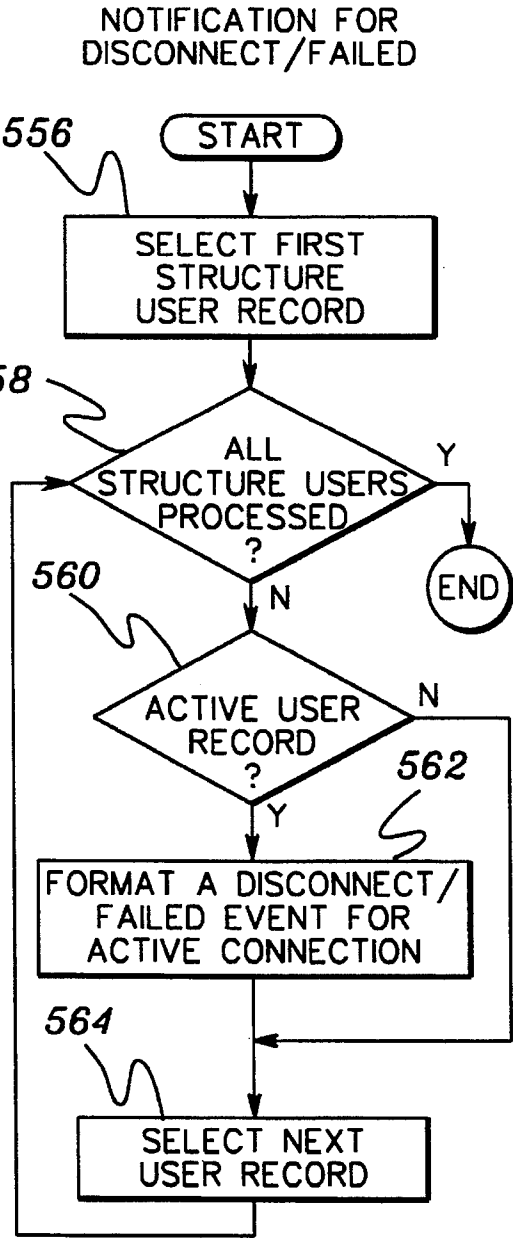 NOTIFICATION FOR
DISCONNECT/FAILED
START
556
SELECT FIRST
STRUCTURE
USER RECORD
58
ALL
STRUCTURE USERS
PROCESSED
?
Y
END
N
560
ACTIVE USER
RECORD
?
N
Y
562
FORMAT A DISCONNECT/
FAILED EVENT FOR
ACTIVE CONNECTION
564
SELECT NEXT
USER RECORD